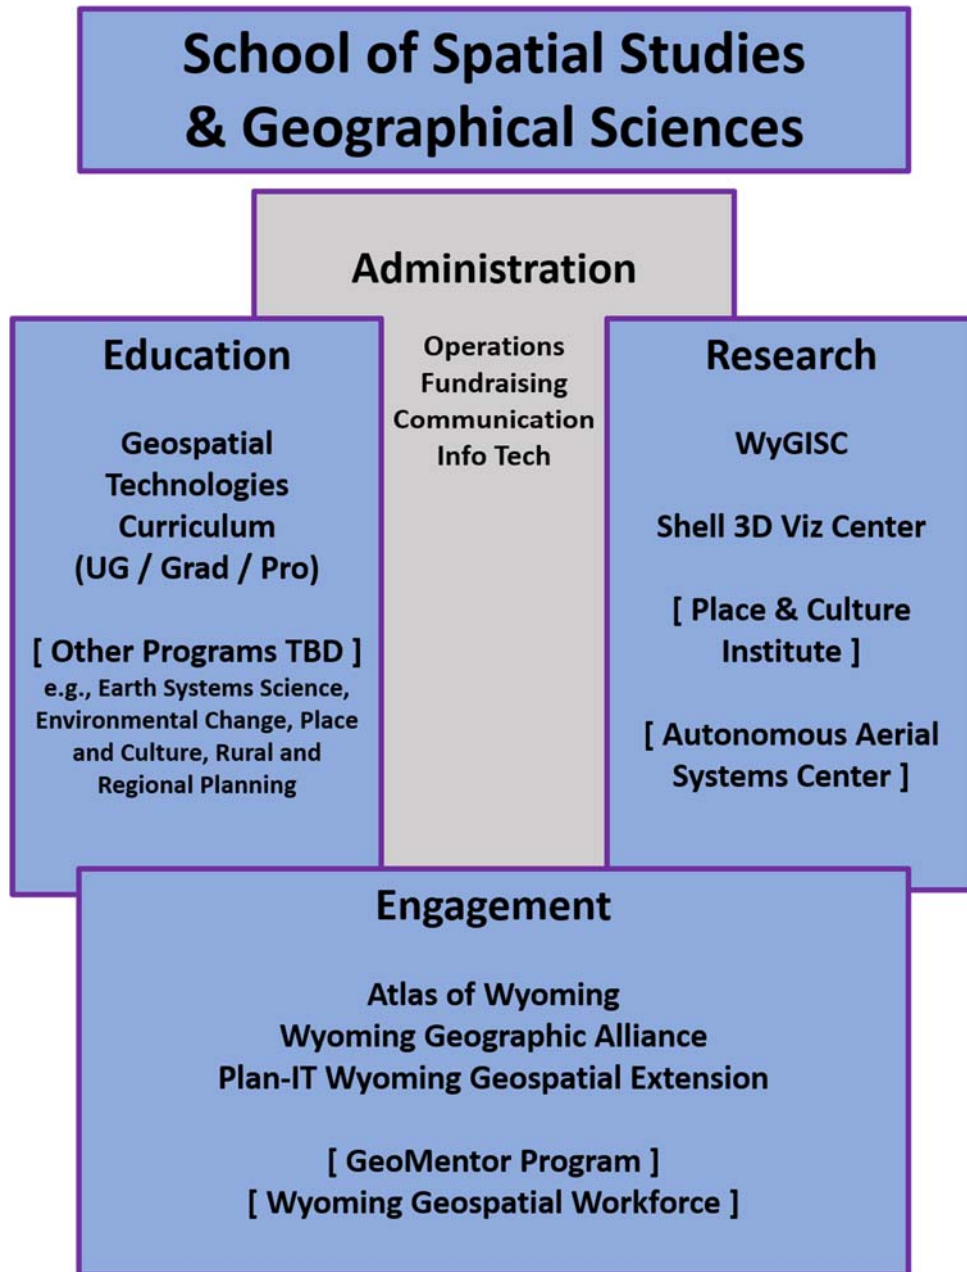 School of Spatial Studies
& Geographical Sciences
Administration
Operations
Fundraising
Communication
Info Tech
Education
Geospatial
Technologies
Curriculum
(UG / Grad / Pro)
[ Other Programs TBD ]
e.g., Earth Systems Science,
Environmental Change, Place
and Culture, Rural and
Regional Planning
Research
WyGISC
Shell 3D Viz Center
[ Place & Culture
Institute ]
[ Autonomous Aerial
Systems Center ]
Engagement
Atlas of Wyoming
Wyoming Geographic Alliance
Plan-IT Wyoming Geospatial Extension
[ GeoMentor Program ]
[ Wyoming Geospatial Workforce ]